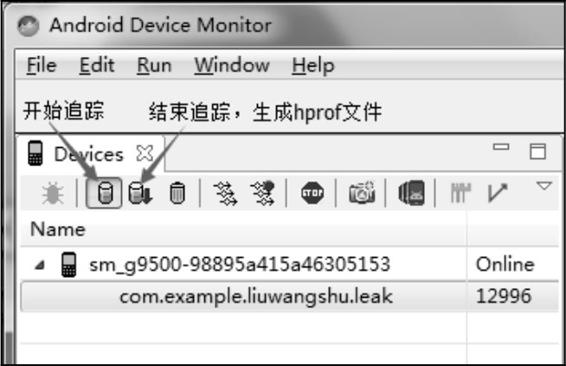 Android Device Monitor
File Edit Run Window Help
开始追踪 结束追踪，生成hprof文件
Devices
STOP
Name
sm_g9500-98895a415a46305153 Online
com.example.liuwangshu.leak 12996